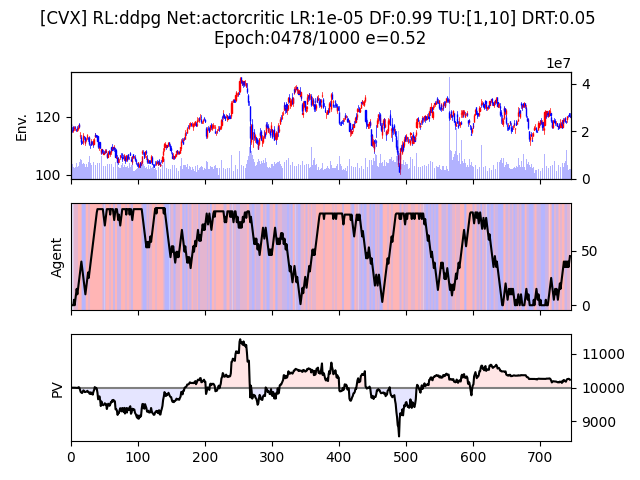 [CVX] RL:ddpg Net:actorcritic LR:1e-05 DF:0.99 TU:[1,10] DRT:0.05
Epoch:0478/1000 e=0.52
1e7
Env.
120
100
4
2
0
Agent
50
0
PV
11000
10000
9000
0 100 200 300 400 500 600 700